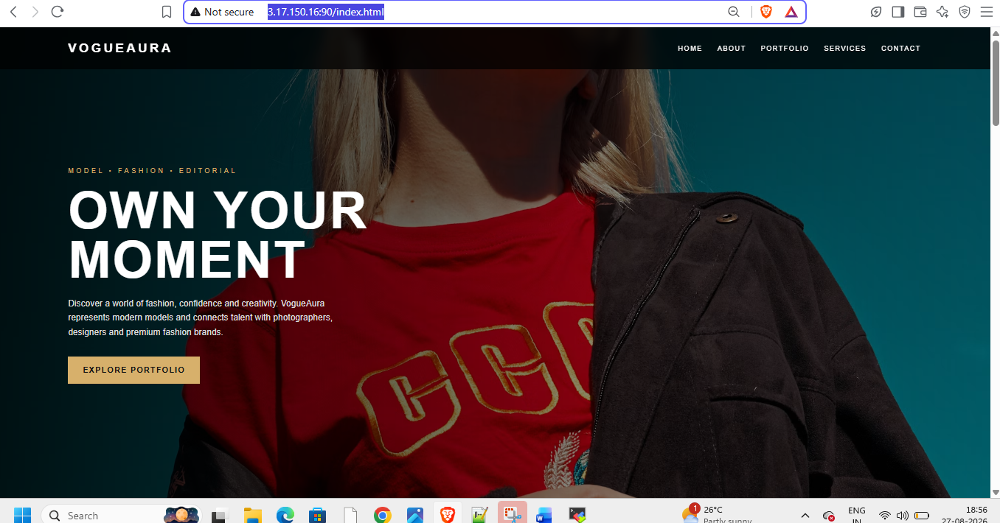 Not secure
3.17.150.16:90/index.html
VOGUEAURA
HOME ABOUT PORTFOLIO SERVICES CONTACT
MODEL • FASHION • EDITORIAL
OWN YOUR
MOMENT
Discover a world of fashion, confidence and creativity. VogueAura
represents modern models and connects talent with photographers,
designers and premium fashion brands.
EXPLORE PORTFOLIO
Search
1
26°C
Partly sunny
ENG
IN
18:56
27-08-2026